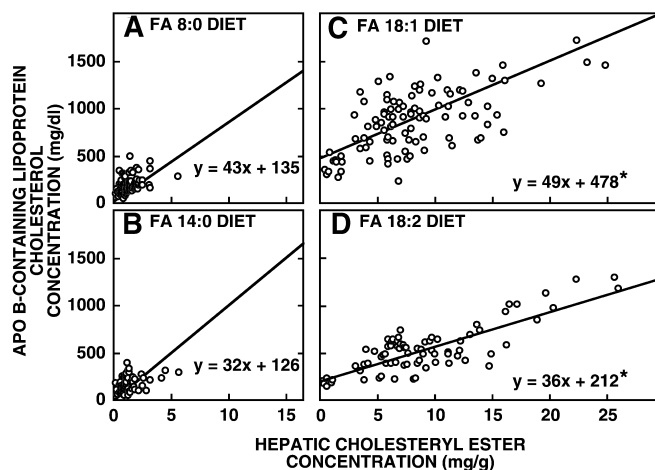 APO B-CONTAINING LIPOPROTEIN
CHOLESTEROL
CONCENTRATION (mg/dl)
A FA 8:0 DIET
1500
1000
500
0
y = 43x + 135
B FA 14:0 DIET
1500
1000
500
0
y = 32x + 126
0 5 10 15
C FA 18:1 DIET
y = 49x + 478*
D FA 18:2 DIET
y = 36x + 212*
0 5 10 15 20 25
HEPATIC CHOLESTERYL ESTER
CONCENTRATION (mg/g)